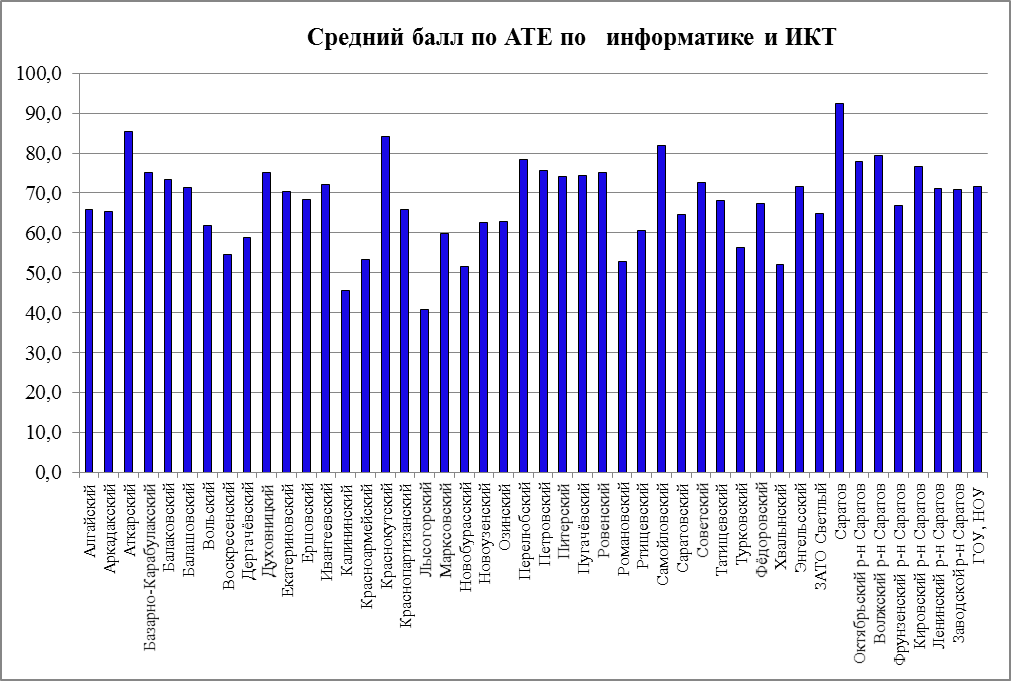 Средний балл по АТЕ по информатике и ИКТ
100,0
90,0
80,0
70,0
60,0
50,0
40,0
30,0
20,0
10,0
0,0
Алгайский
Аркадакский
Аткарский
Базарно-Карабулакский
Балаковский
Балашовский
Вольский
Воскресенский
Дергачёвский
Духовницкий
Екатериновский
Ершовский
Ивантеевский
Калининский
Красноармейский
Краснокутский
Краснопартизанский
Лысогорский
Марксовский
Новобурасский
Новоузенский
Озинский
Перелюбский
Петровский
Питерский
Пугачёвский
Ровенский
Романовский
Ртищевский
Самойловский
Саратовский
Советский
Татищевский
Турковский
Фёдоровский
Хвалынский
Энгельсский
ЗАТО Светлый
Саратов
Октябрьский р-н Саратов
Волжский р-н Саратов
Фрунзенский р-н Саратов
Кировский р-н Саратов
Ленинский р-н Саратов
Заводской р-н Саратов
ГОУ, НОУ